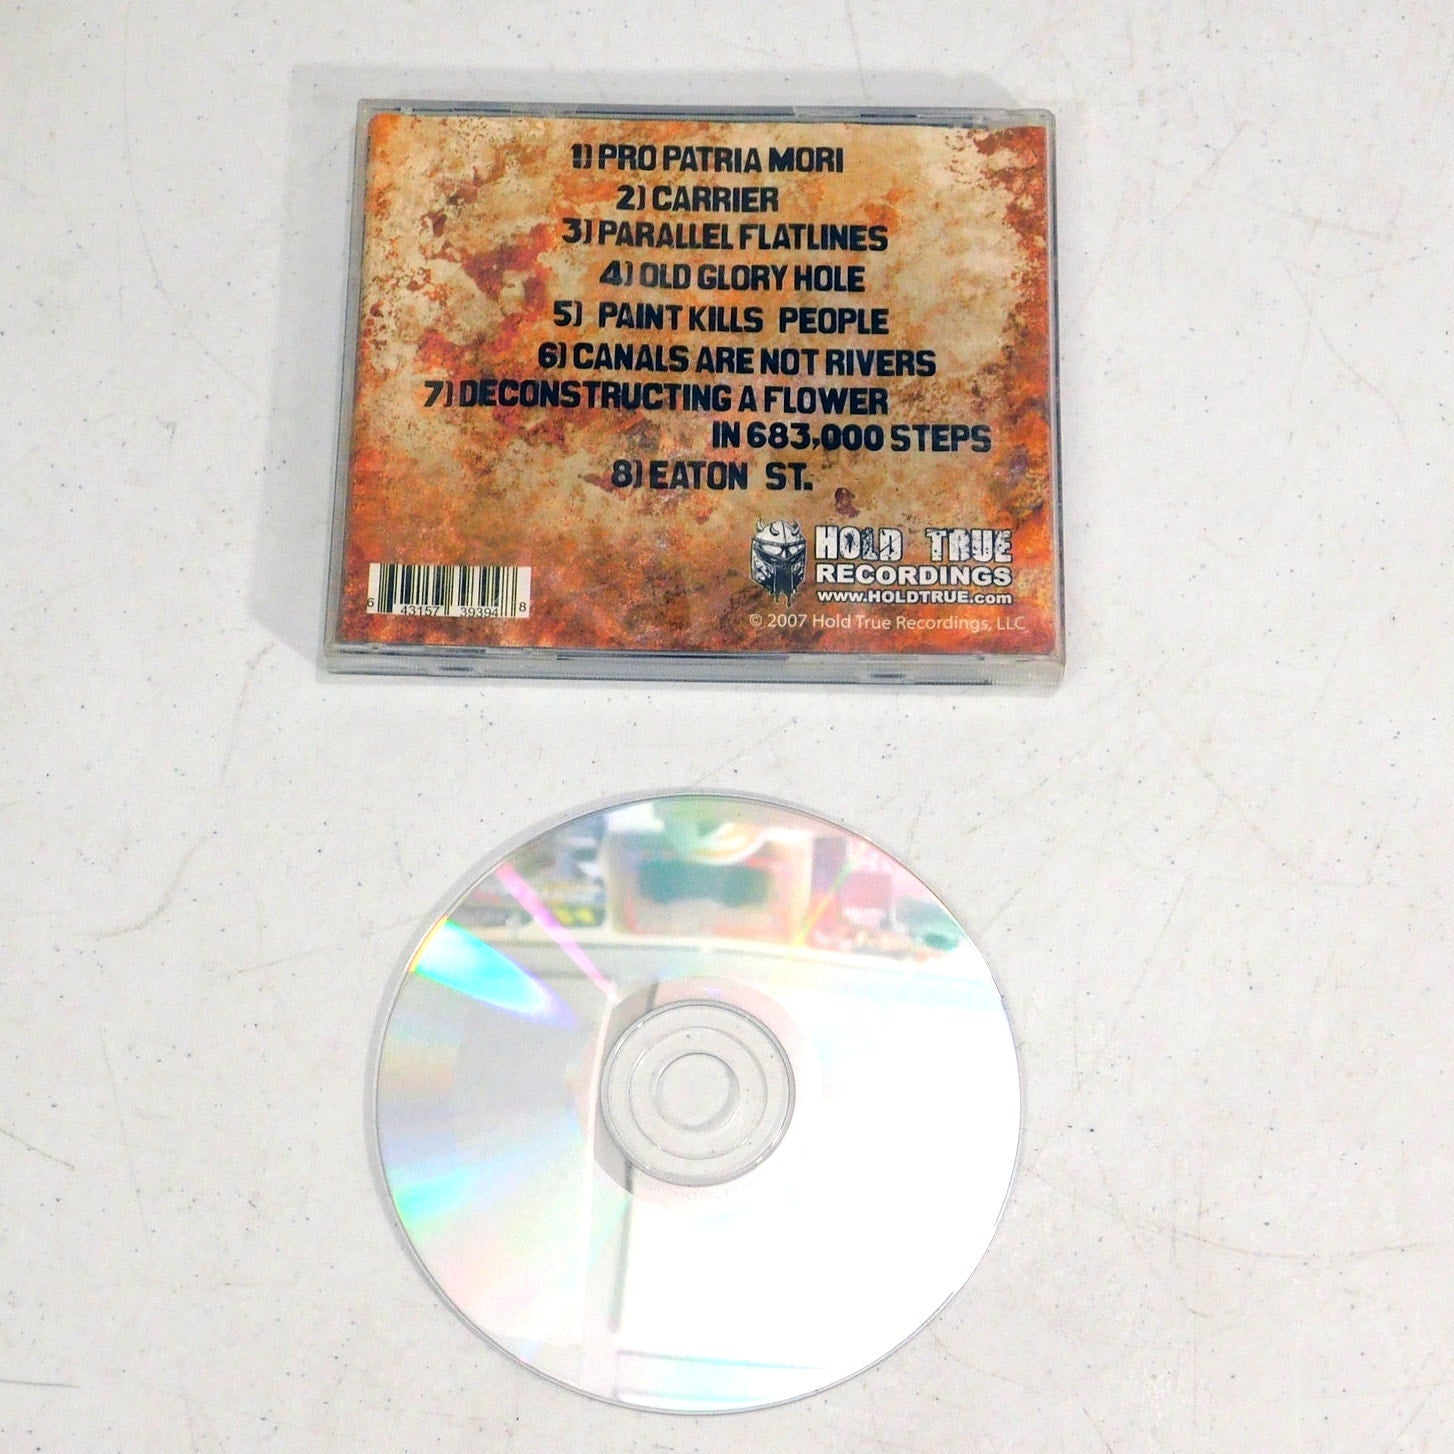 1) PRO PATRIA MORI
2) CARRIER
3) PARALLEL FLATLINES
4) OLD GLORY HOLE
5) PAINT KILLS PEOPLE
6) CANALS ARE NOT RIVERS
7) DECONSTRUCTING A FLOWER
IN 683,000 STEPS
8) EATON ST.
HOLD TRUE
RECORDINGS
www.HOLDTRUE.com
© 2007 Hold True Recordings, LLC
6 43157 39394 8